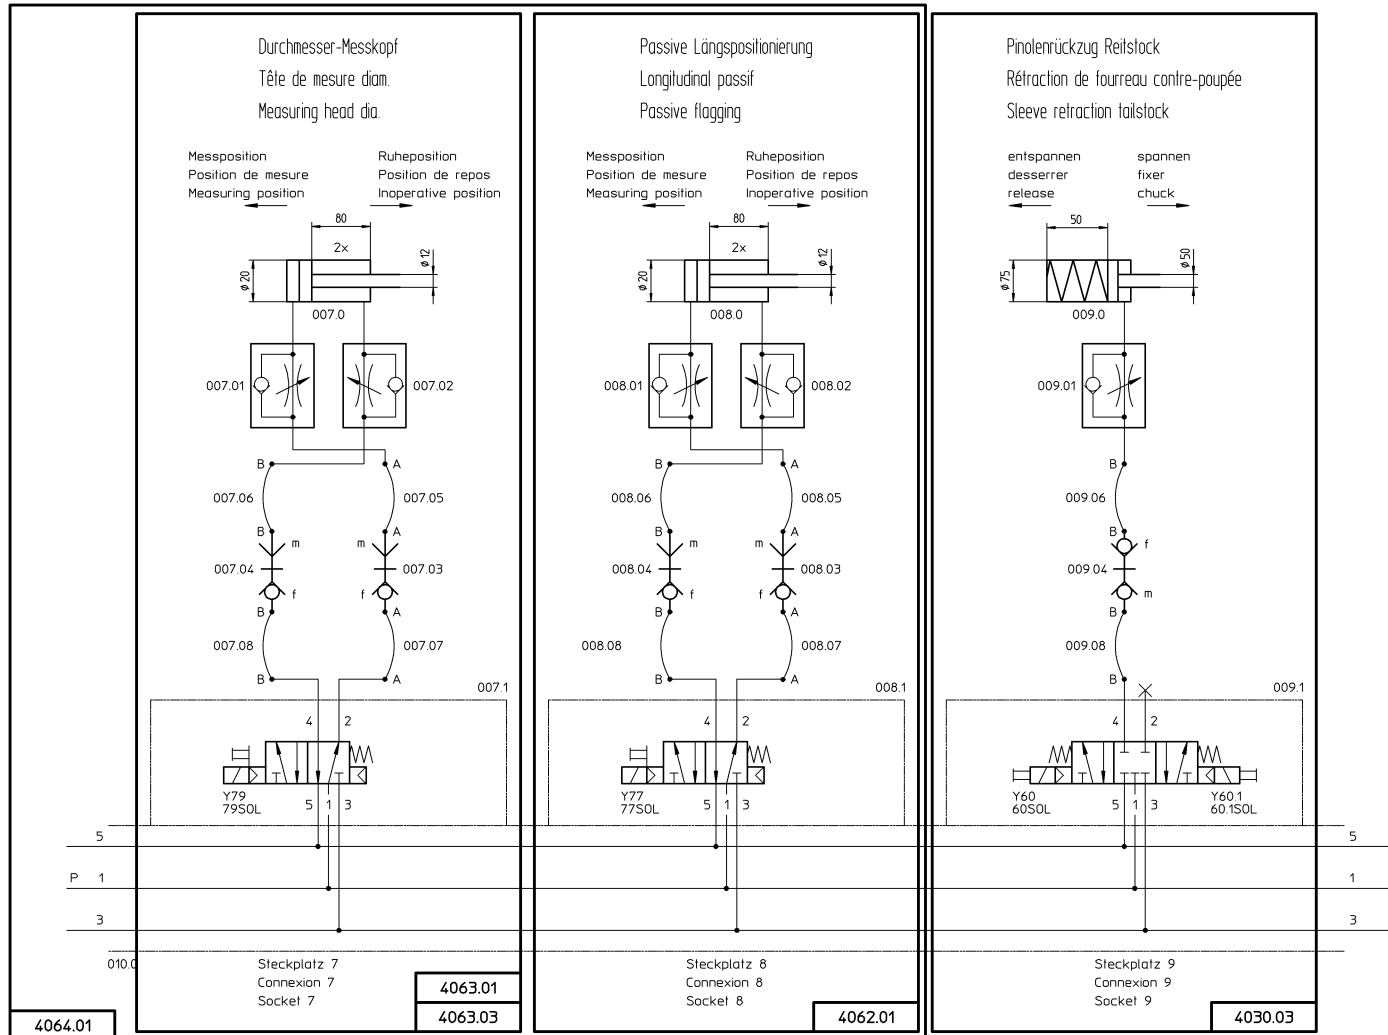 Durchmesser-Messkopf
Tête de mesure diam.
Measuring head dia.
Messposition Ruheposition
Position de mesure Position de repos
Measuring position Inoperative position
80
2x
ø 20
ø 12
007.0
007.01 007.02
B A
007.06 007.05
B A
m m
007.04 007.03
f f
B A
007.08 007.07
B A
007.1
4 2
Y79
79SOL
5 1 3
Steckplatz 7
Connexion 7
Socket 7
4063.01
4063.03
Passive Längspositionierung
Longitudinal passif
Passive flagging
Messposition Ruheposition
Position de mesure Position de repos
Measuring position Inoperative position
80
2x
ø 20
ø 12
008.0
008.01 008.02
B A
008.06 008.05
B A
m m
008.04 008.03
f f
B A
008.08 008.07
B A
008.1
4 2
Y77
77SOL
5 1 3
Steckplatz 8
Connexion 8
Socket 8
4062.01
Pinolenrückzug Reitstock
Rétraction de fourreau contre-poupée
Sleeve retraction tailstock
entspannen spannen
desserrer fixer
release chuck
50
ø 75
ø 50
009.0
009.01
B
009.06
B
f
009.04
m
B
009.08
B
009.1
4 2
Y60 Y60.1
60SOL 60.1SOL
5 1 3
Steckplatz 9
Connexion 9
Socket 9
4030.03
5 5
P 1 1
3 3
010.0
4064.01